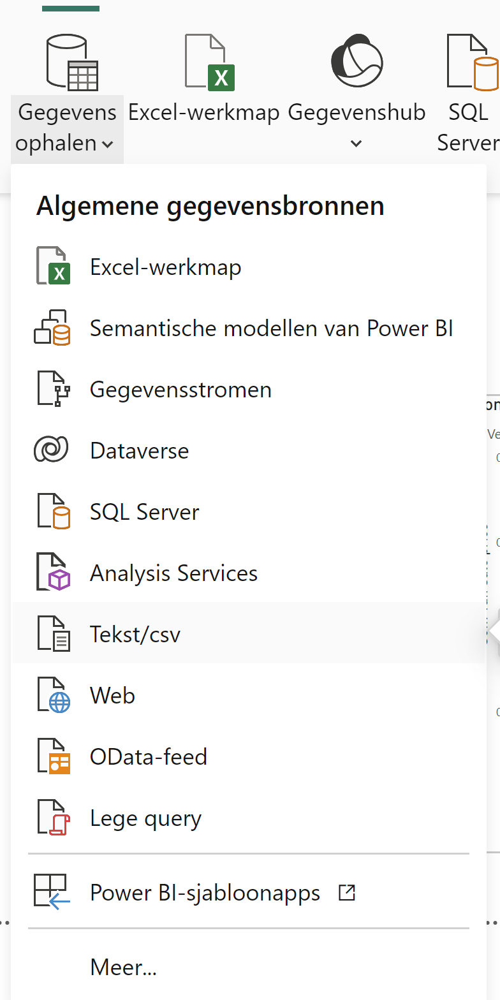 Gegevens ophalen
Excel-werkmap
Gegevenshub
SQL Server
Algemene gegevensbronnen
Excel-werkmap
Semantische modellen van Power BI
Gegevensstromen
Dataverse
SQL Server
Analysis Services
Tekst/csv
Web
OData-feed
Lege query
Power BI-sjabloonapps
Meer...